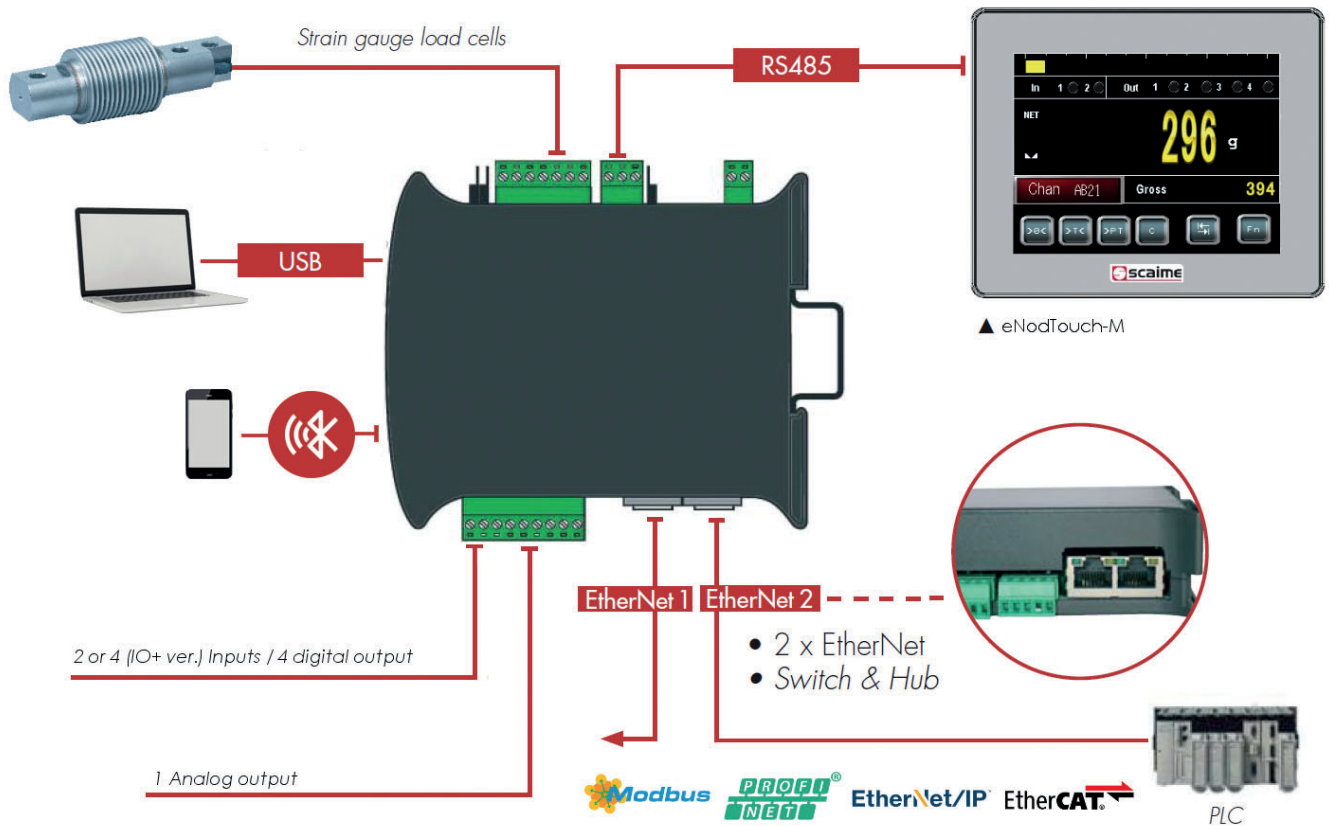 Strain gauge load cells
RS485
In 1 2 Out 1 2 3 4
NET
296 g
Chan AB21 Gross 394
>0< >T< >PT C Fn
scaime
▲ eNodTouch-M
USB
EtherNet 1 EtherNet 2
• 2 x EtherNet
• Switch & Hub
2 or 4 (IO+ ver.) Inputs / 4 digital output
1 Analog output
Modbus
PROFI
NET®
EtherNet/IP
EtherCAT®
PLC